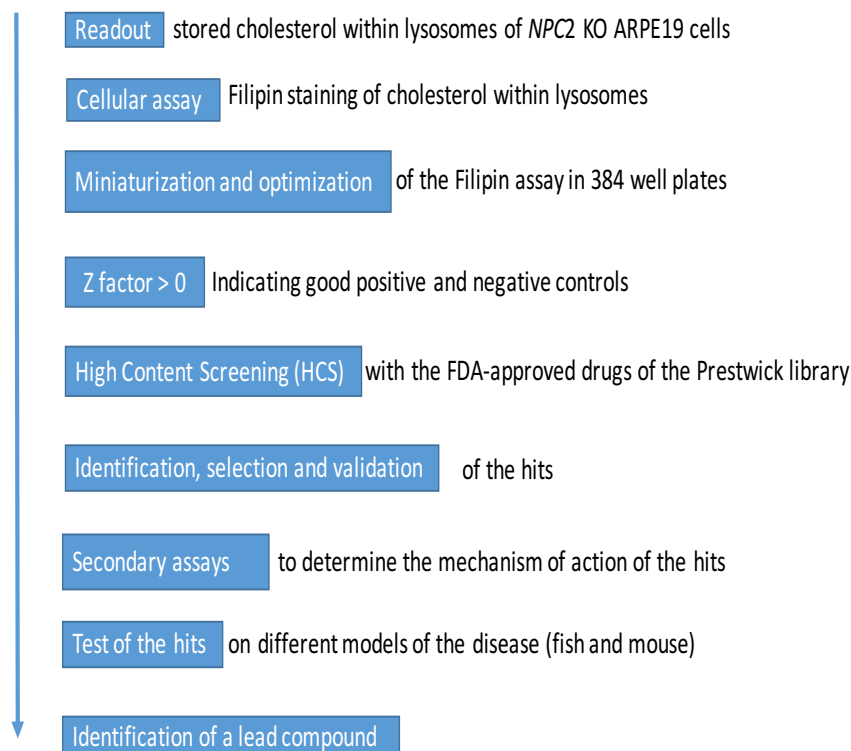 Readout stored cholesterol within lysosomes of NPC2 KO ARPE19 cells
Cellular assay Filipin staining of cholesterol within lysosomes
Miniaturization and optimization of the Filipin assay in 384 well plates
Z factor > 0 Indicating good positive and negative controls
High Content Screening (HCS) with the FDA-approved drugs of the Prestwick library
Identification, selection and validation of the hits
Secondary assays to determine the mechanism of action of the hits
Test of the hits on different models of the disease (fish and mouse)
Identification of a lead compound